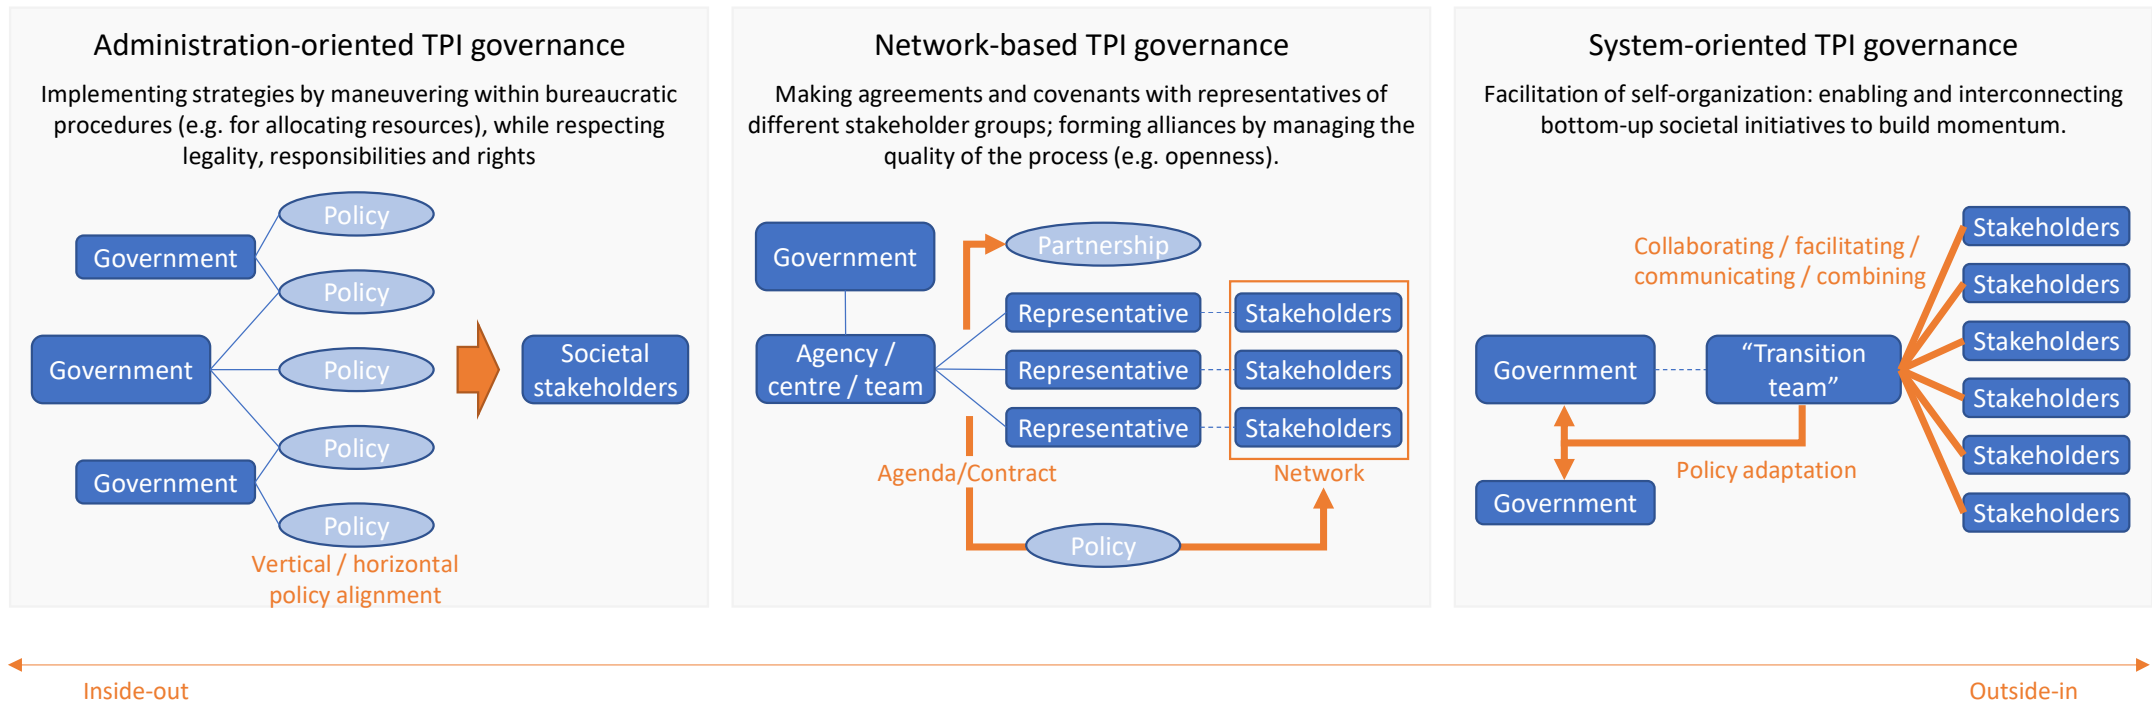 Administration-oriented TPI governance
Implementing strategies by maneuvering within bureaucratic
procedures (e.g. for allocating resources), while respecting
legality, responsibilities and rights
Policy
Government
Policy
Government
Policy
Societal
stakeholders
Policy
Government
Policy
Vertical / horizontal
policy alignment
Network-based TPI governance
Making agreements and covenants with representatives of
different stakeholder groups; forming alliances by managing the
quality of the process (e.g. openness).
Government
Partnership
Representative
Stakeholders
Agency /
centre / team
Representative
Stakeholders
Representative
Stakeholders
Agenda/Contract
Network
Policy
System-oriented TPI governance
Facilitation of self-organization: enabling and interconnecting
bottom-up societal initiatives to build momentum.
Collaborating / facilitating /
communicating / combining
Stakeholders
Stakeholders
Stakeholders
Government
“Transition
team”
Stakeholders
Policy adaptation
Stakeholders
Government
Stakeholders
Inside-out
Outside-in